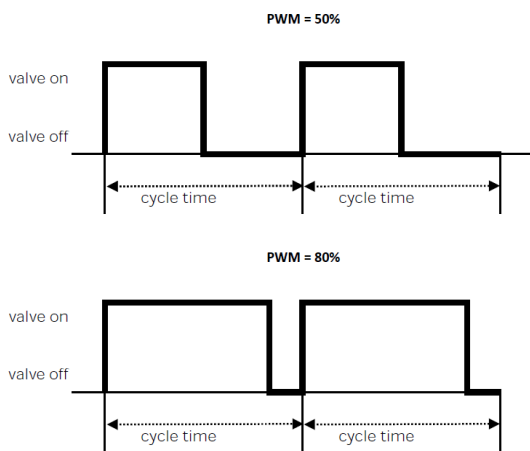 PWM = 50%
valve on
valve off
cycle time cycle time
PWM = 80%
valve on
valve off
cycle time cycle time